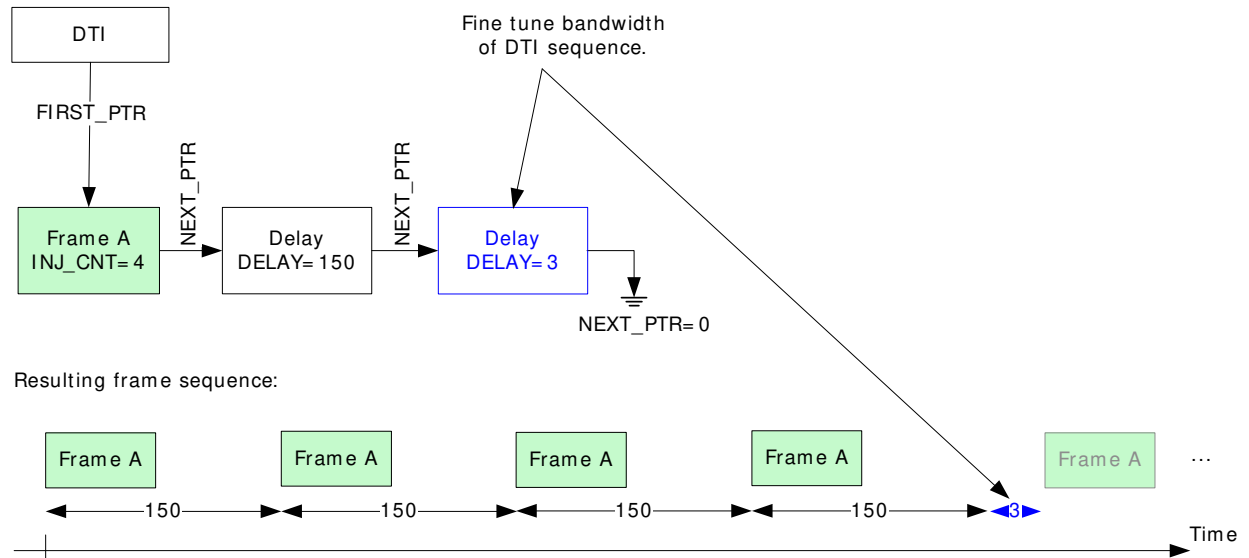 DTI
Fine tune bandwidth
of DTI sequence.
FIRST_PTR
NEXT_PTR
NEXT_PTR
Frame A
INJ_CNT=4
Delay
DELAY=150
Delay
DELAY=3
NEXT_PTR=0
Resulting frame sequence:
Frame A
Frame A
Frame A
Frame A
Frame A
...
150
150
150
150
3
Time